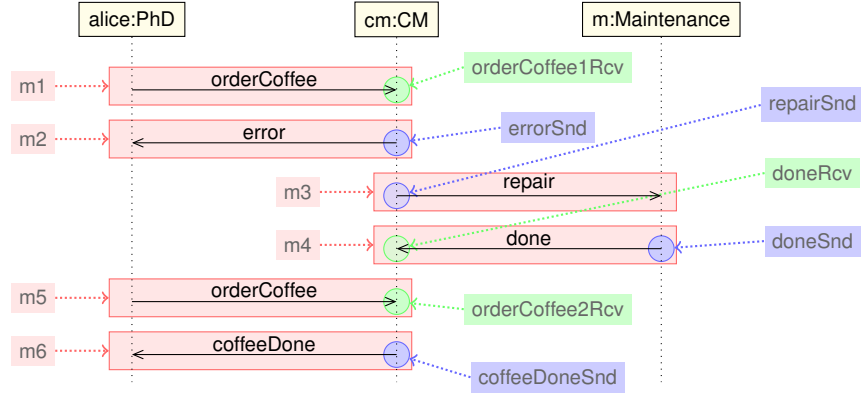 alice:PhD cm:CM m:Maintenance
m1 orderCoffee orderCoffee1Rcv
repairSnd
m2 error errorSnd
doneRcv
m3 repair
m4 done doneSnd
m5 orderCoffee orderCoffee2Rcv
m6 coffeeDone
coffeeDoneSnd